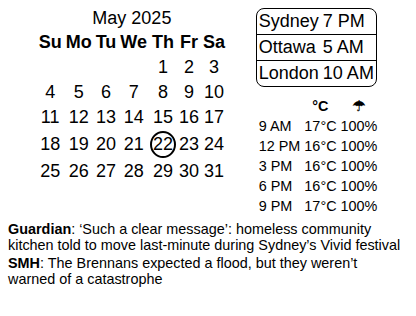 May 2025
Su Mo Tu We Th Fr Sa
1 2 3
4 5 6 7 8 9 10
11 12 13 14 15 16 17
18 19 20 21 22 23 24
25 26 27 28 29 30 31
Sydney 7 PM
Ottawa 5 AM
London 10 AM
°C ☂
9 AM 17°C 100%
12 PM 16°C 100%
3 PM 16°C 100%
6 PM 16°C 100%
9 PM 17°C 100%
Guardian: ‘Such a clear message’: homeless community
kitchen told to move last-minute during Sydney’s Vivid festival
SMH: The Brennans expected a flood, but they weren’t
warned of a catastrophe